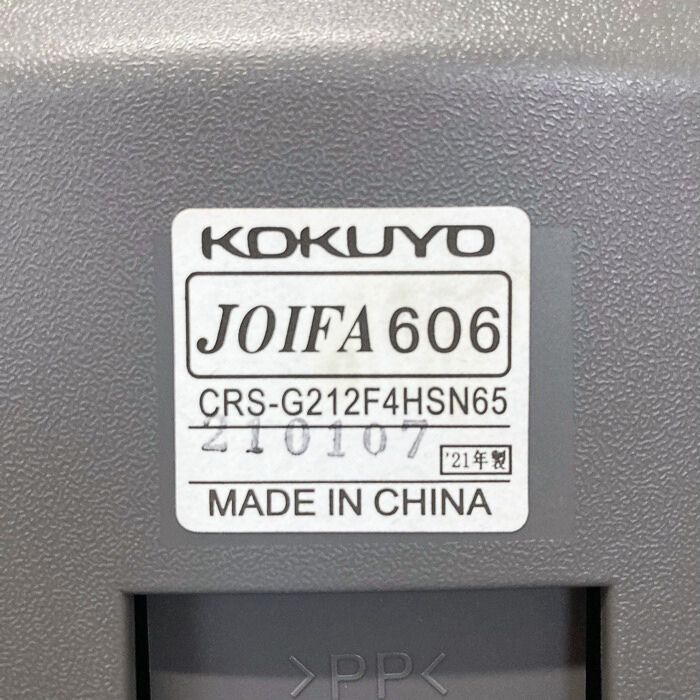 KOKUYO
JOIFA 606
CRS-G212F4HSN65
210107
'21年製
MADE IN CHINA
>PP<